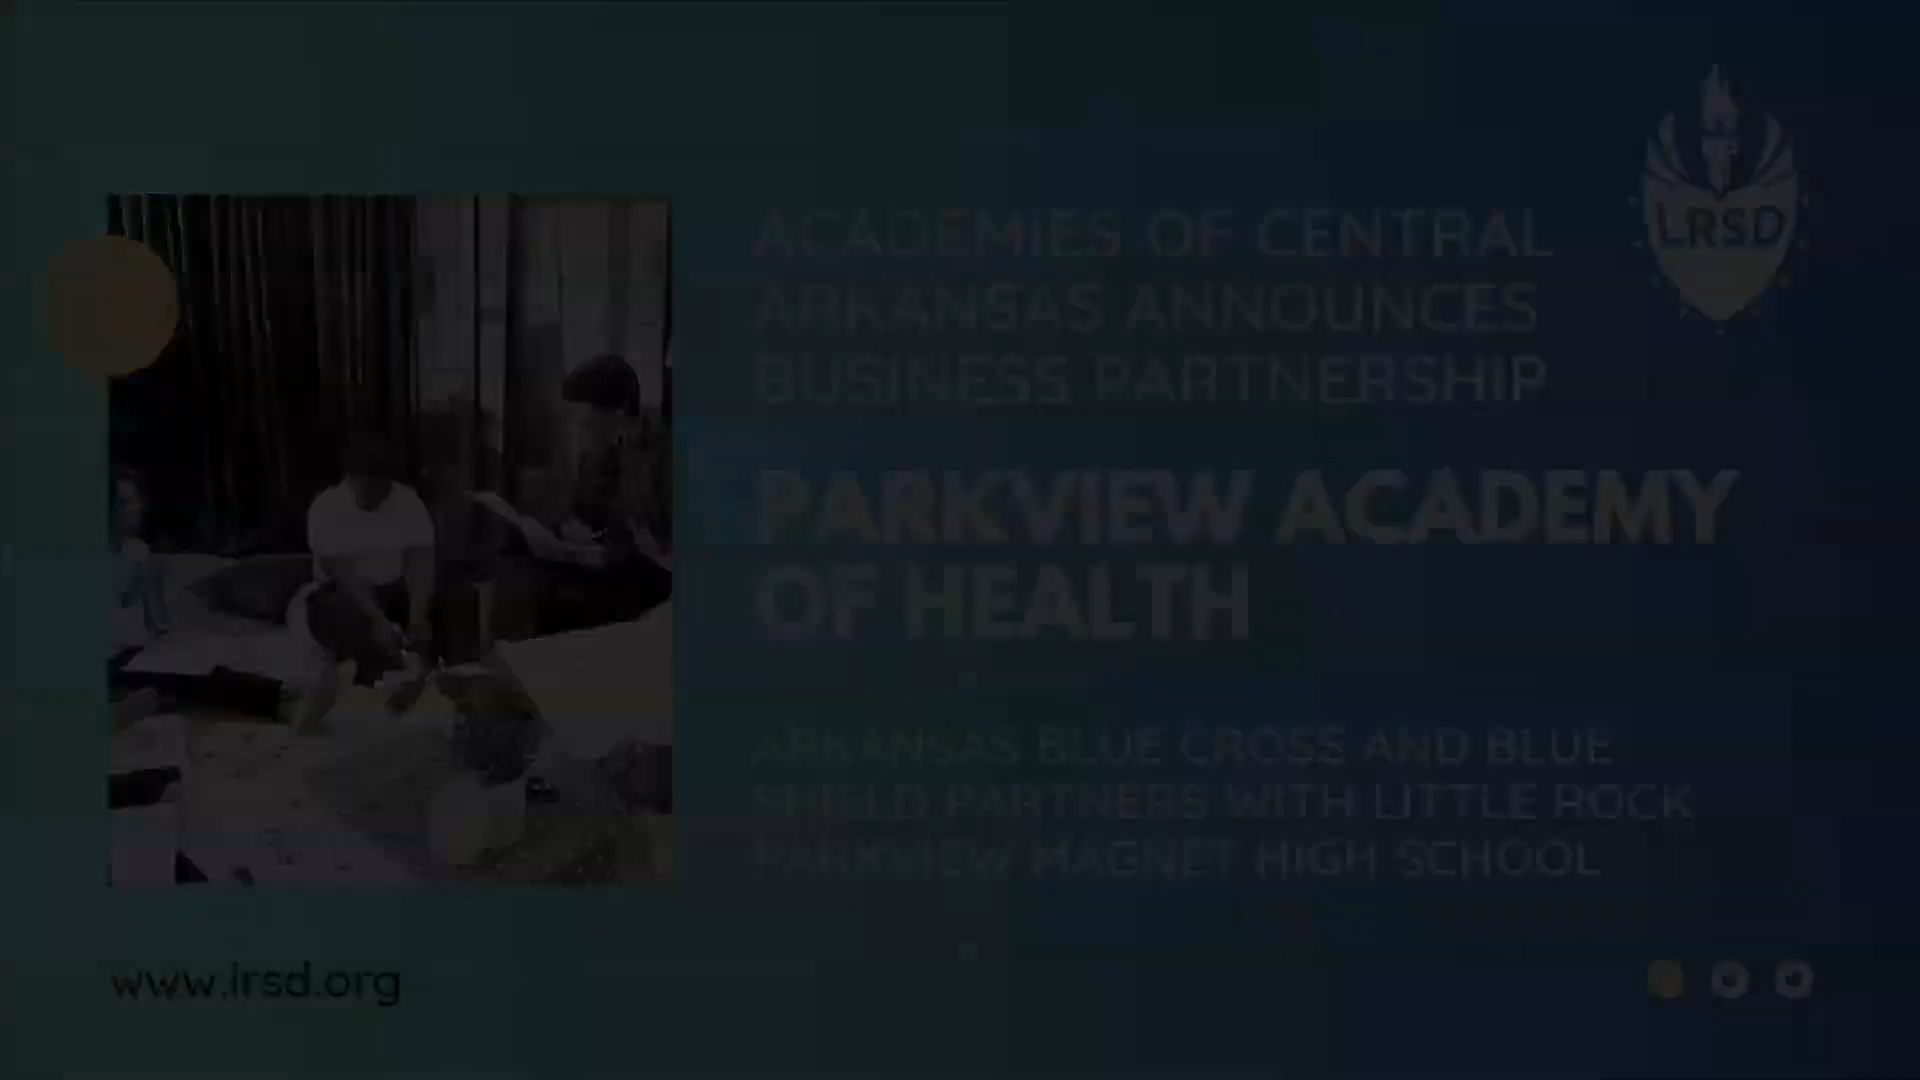 LRSD
ACADEMIES OF CENTRAL
ARKANSAS ANNOUNCES
BUSINESS PARTNERSHIP
PARKVIEW ACADEMY
OF HEALTH
ARKANSAS BLUE CROSS AND BLUE
SHIELD PARTNERS WITH LITTLE ROCK
PARKVIEW MAGNET HIGH SCHOOL
www.lrsd.org